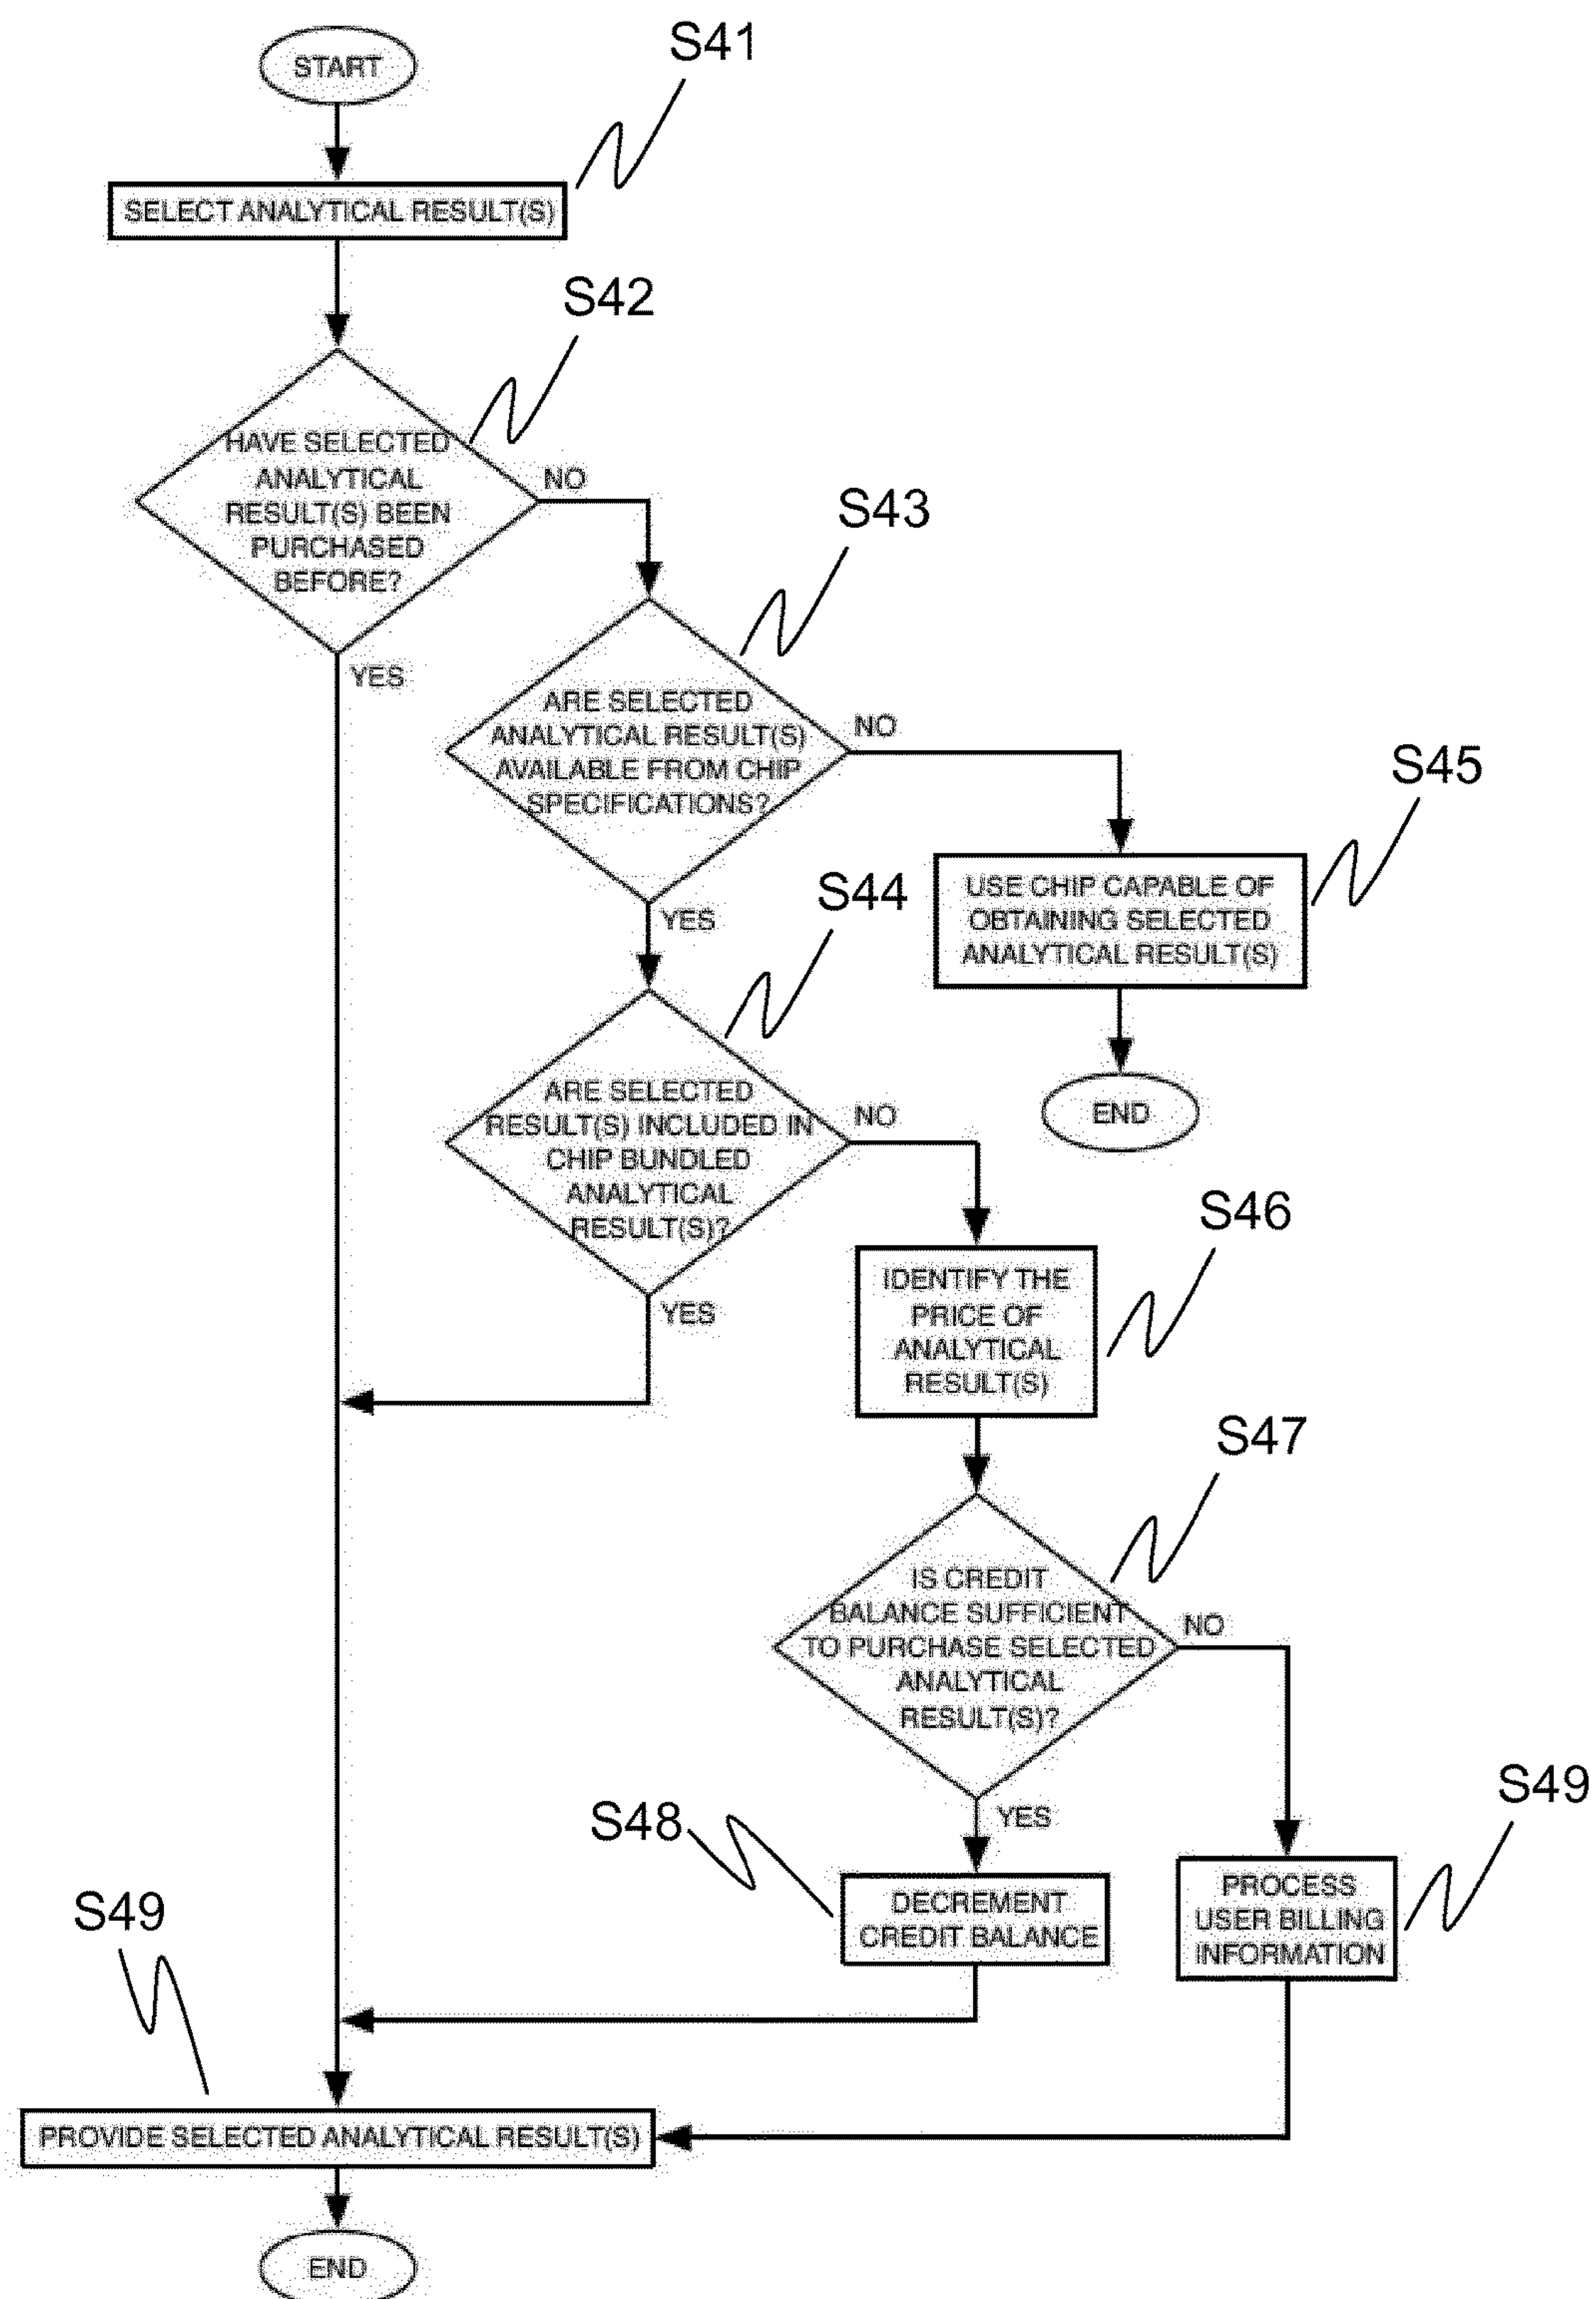 S41
START
SELECT ANALYTICAL RESULT(S)
S42
HAVE SELECTED
ANALYTICAL
RESULT(S) BEEN
PURCHASED
BEFORE?
NO
YES
S43
ARE SELECTED
ANALYTICAL RESULT(S)
AVAILABLE FROM CHIP
SPECIFICATIONS?
NO
YES
S45
USE CHIP CAPABLE OF
OBTAINING SELECTED
ANALYTICAL RESULT(S)
END
S44
ARE SELECTED
RESULT(S) INCLUDED IN
CHIP BUNDLED
ANALYTICAL
RESULT(S)?
NO
YES
S46
IDENTIFY THE
PRICE OF
ANALYTICAL
RESULT(S)
S47
IS CREDIT
BALANCE SUFFICIENT
TO PURCHASE SELECTED
ANALYTICAL
RESULT(S)?
NO
YES
S48
DECREMENT
CREDIT BALANCE
S49
PROCESS
USER BILLING
INFORMATION
S49
PROVIDE SELECTED ANALYTICAL RESULT(S)
END